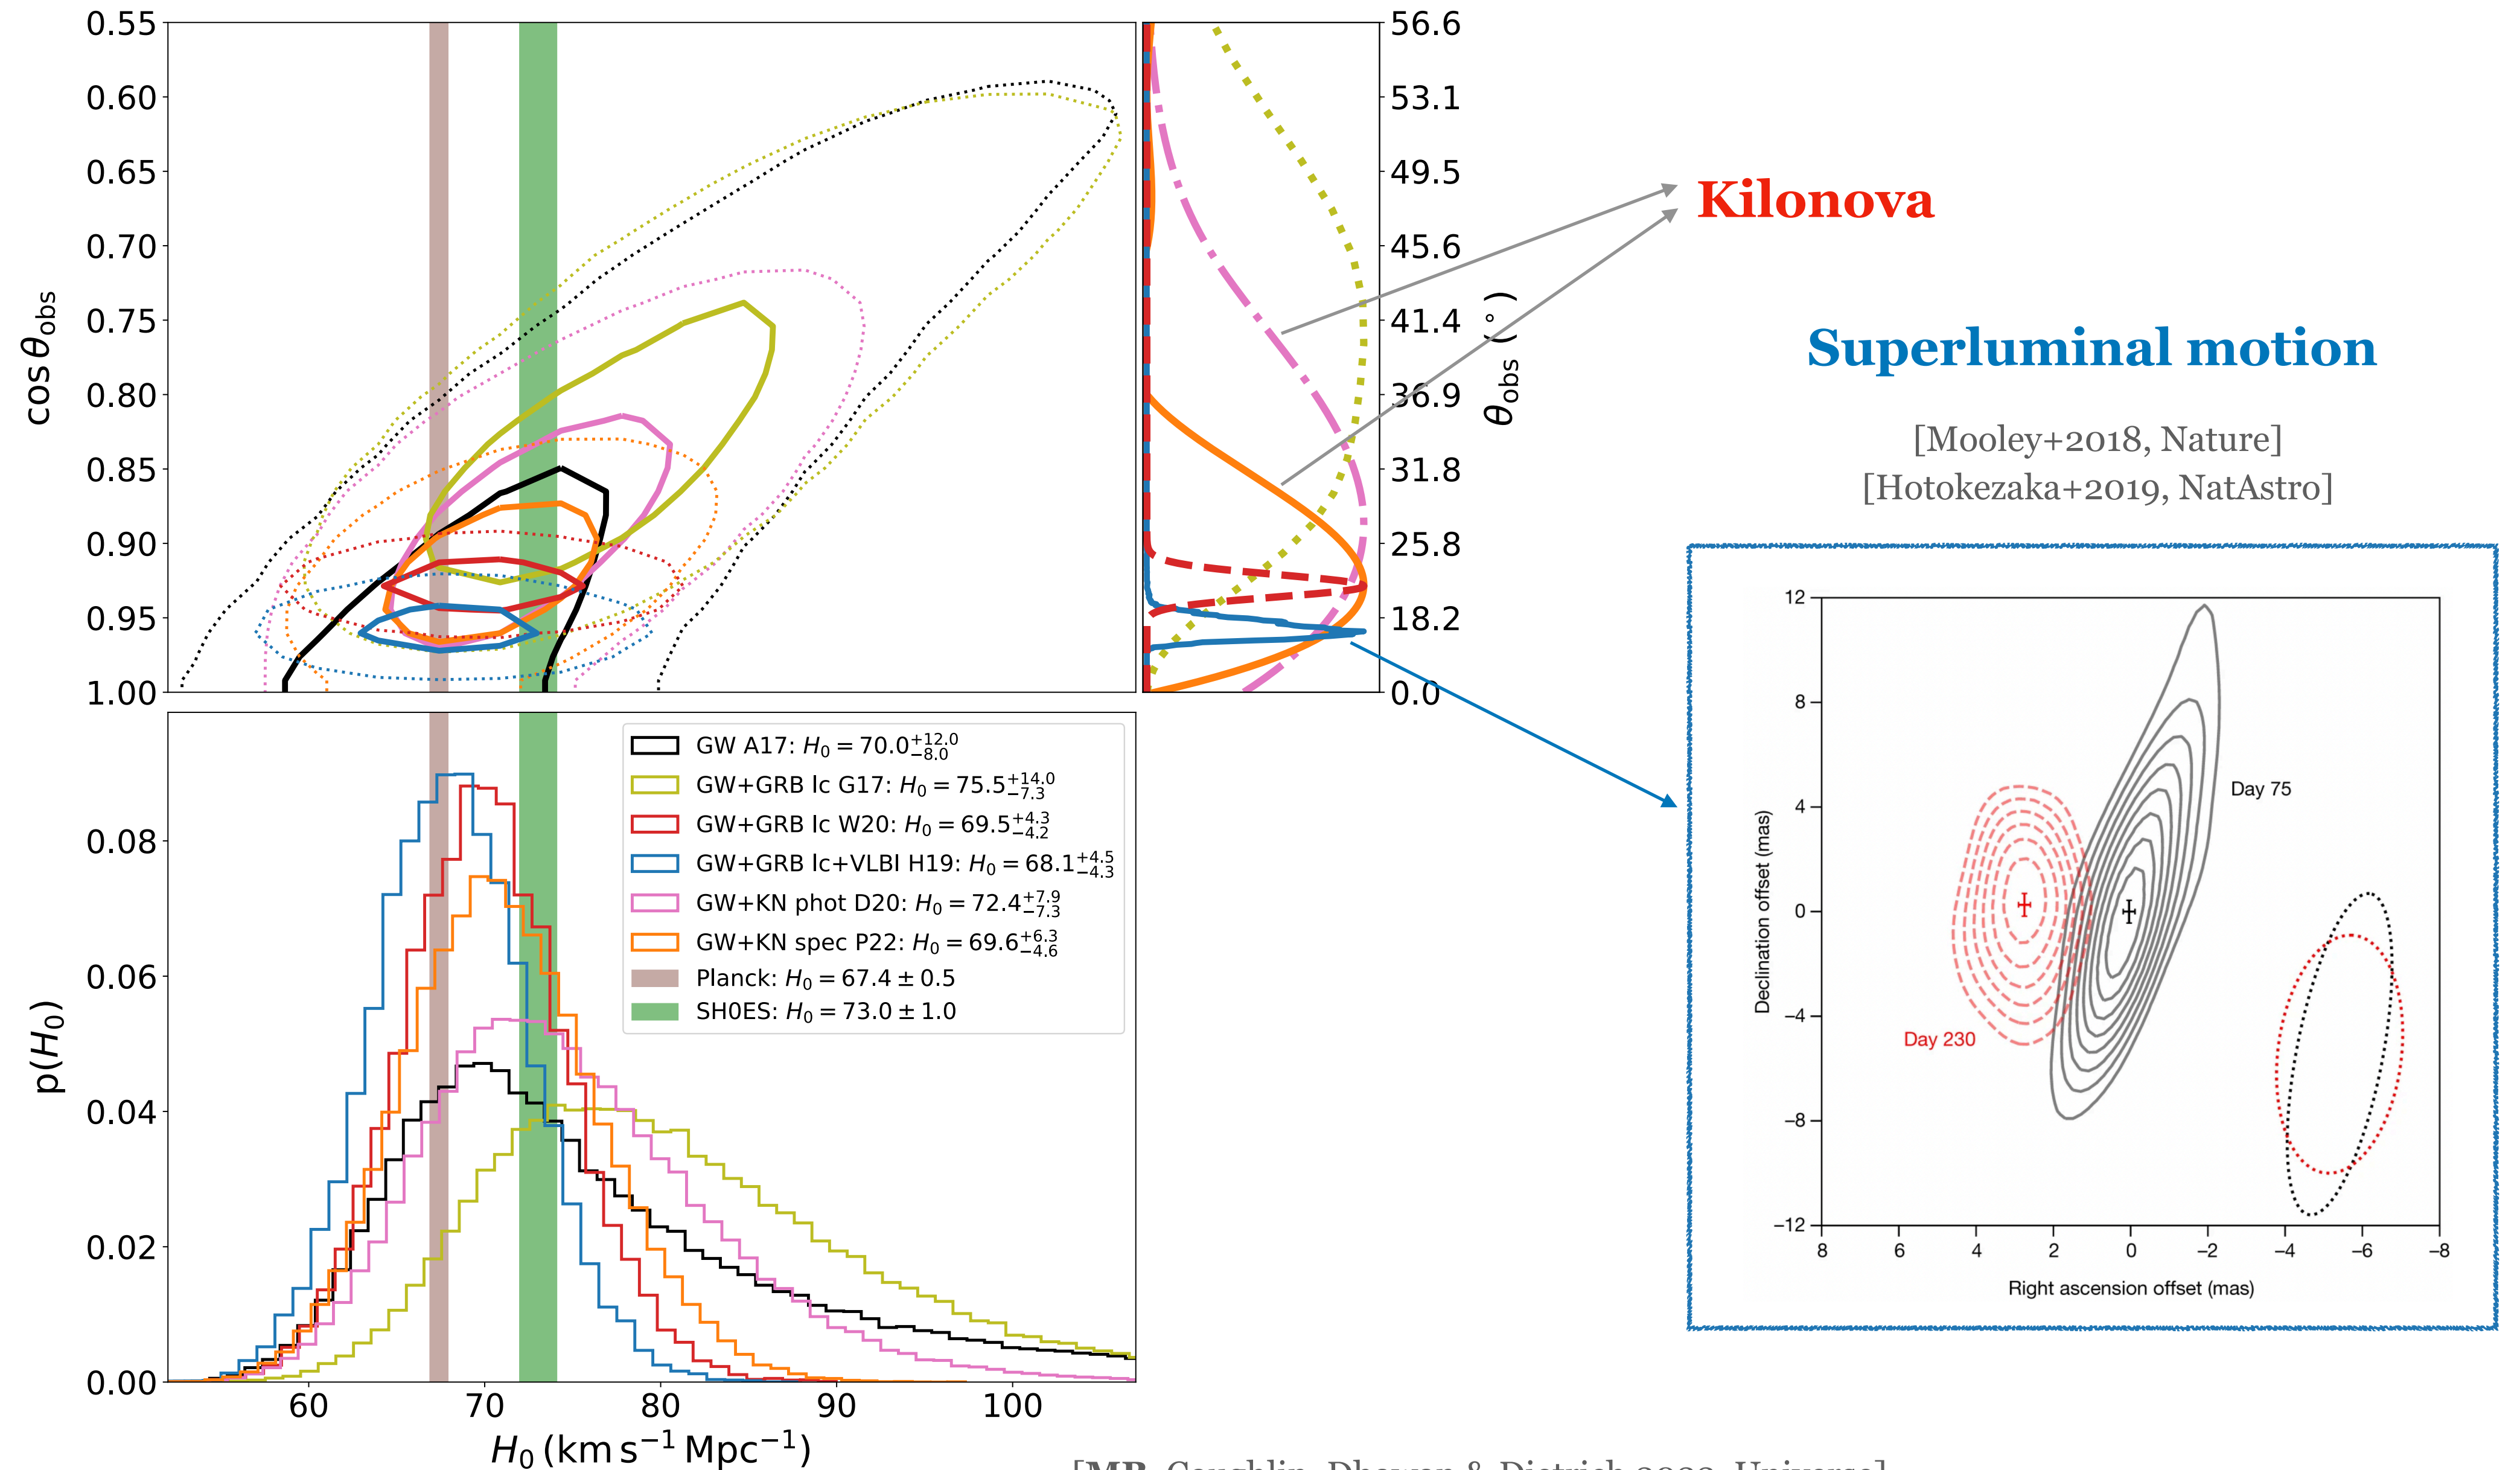 0.55
0.60
0.65
0.70
0.75
0.80
0.85
0.90
0.95
1.00
cos θobs
56.6
53.1
49.5
45.6
41.4
36.9
31.8
25.8
18.2
0.0
θobs (°)
Kilonova
Superluminal motion
[Mooley+2018, Nature]
[Hotokezaka+2019, NatAstro]
GW A17: H₀ = 70.0 +12.0 −8.0
GW+GRB lc G17: H₀ = 75.5 +14.0 −7.3
GW+GRB lc W20: H₀ = 69.5 +4.3 −4.2
GW+GRB lc+VLBI H19: H₀ = 68.1 +4.5 −4.3
GW+KN phot D20: H₀ = 72.4 +7.9 −7.3
GW+KN spec P22: H₀ = 69.6 +6.3 −4.6
Planck: H₀ = 67.4 ± 0.5
SH0ES: H₀ = 73.0 ± 1.0
0.08
0.06
0.04
0.02
0.00
p(H₀)
60 70 80 90 100
H₀ (km s⁻¹ Mpc⁻¹)
12
8
4
0
−4
−8
−12
Declination offset (mas)
Day 75
Day 230
8 6 4 2 0 −2 −4 −6 −8
Right ascension offset (mas)
[MB, Coughlin, Dhawan & Dietrich 2022, Universe]